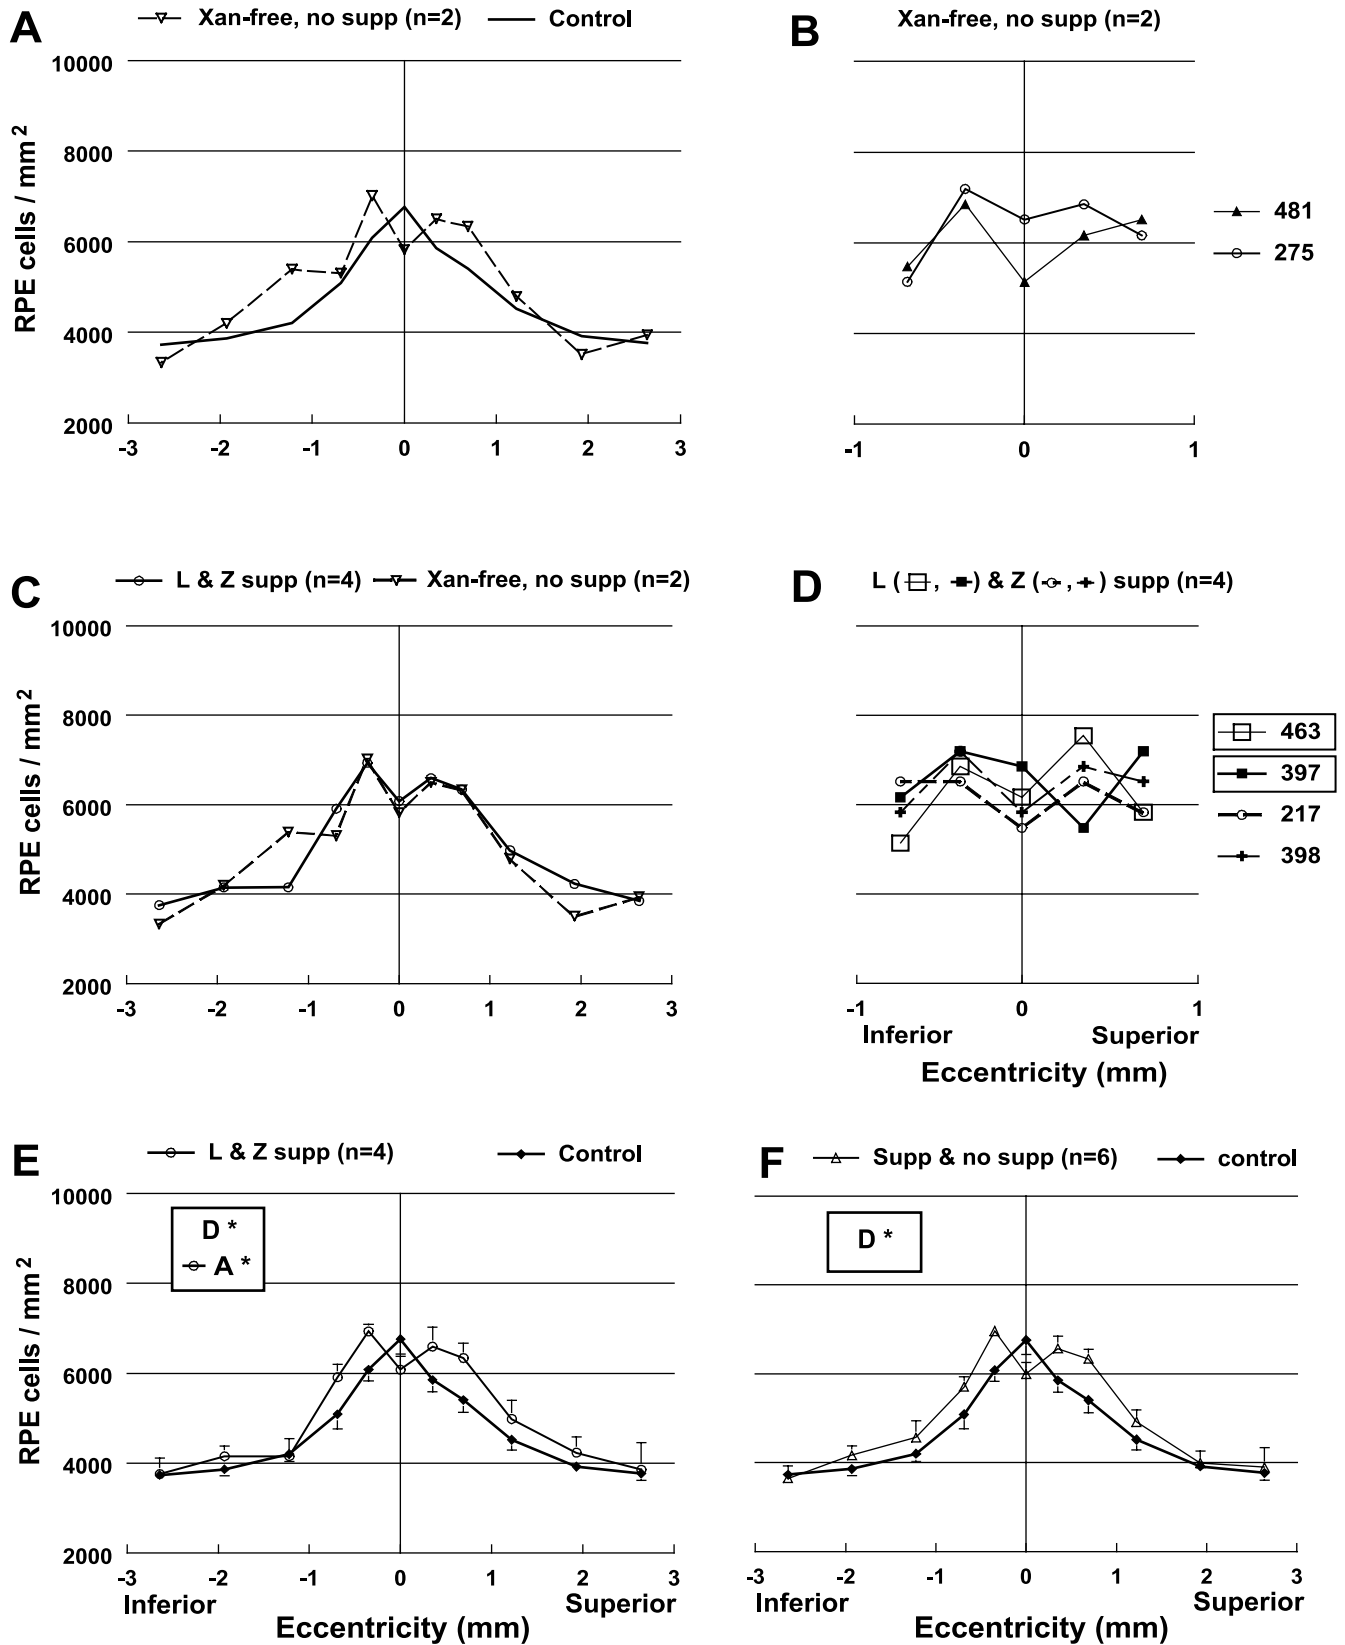 A
Xan-free, no supp (n=2) Control
RPE cells / mm2
10000
8000
6000
4000
2000
-3 -2 -1 0 1 2 3
B
Xan-free, no supp (n=2)
481
275
-1 0 1
C
L & Z supp (n=4) Xan-free, no supp (n=2)
RPE cells / mm2
10000
8000
6000
4000
2000
-3 -2 -1 0 1 2 3
D
L ( , ) & Z ( , ) supp (n=4)
463
397
217
398
-1 0 1
Inferior Superior
Eccentricity (mm)
E
L & Z supp (n=4) Control
D *
A *
RPE cells / mm2
10000
8000
6000
4000
2000
-3 -2 -1 0 1 2 3
Inferior Superior
Eccentricity (mm)
F
Supp & no supp (n=6) control
D *
-3 -2 -1 0 1 2 3
Inferior Superior
Eccentricity (mm)